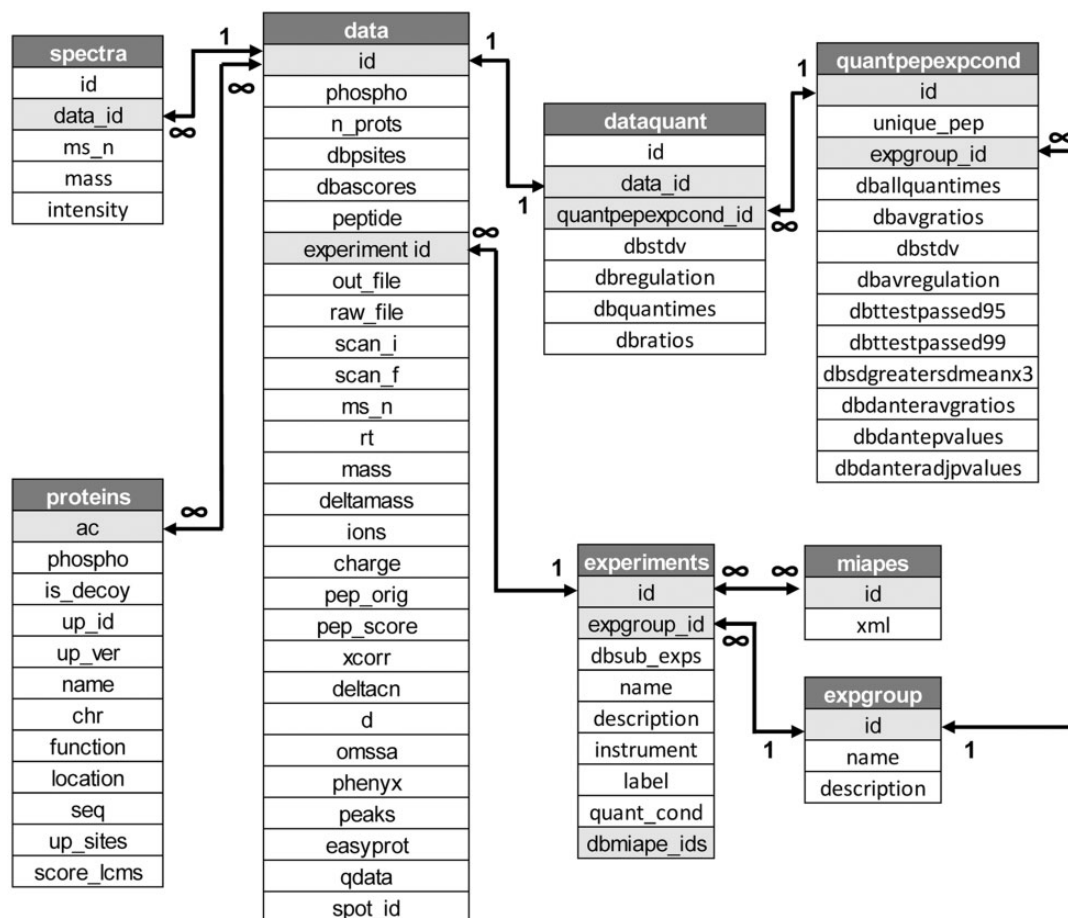 spectra
id
data_id
ms_n
mass
intensity
1
∞
data
id
phospho
n_prots
dbpsites
dbascores
peptide
experiment id
out_file
raw_file
scan_i
scan_f
ms_n
rt
mass
deltamass
ions
charge
pep_orig
pep_score
xcorr
deltacn
d
omssa
phenyx
peaks
easyprot
qdata
spot_id
∞
∞
1
1
dataquant
id
data_id
quantpepexpcond_id
dbstdv
dbregulation
dbquantimes
dbratios
1
∞
quantpepexpcond
id
unique_pep
expgroup_id
dballquantimes
dbavgratios
dbstdv
dbavregulation
dbttestpassed95
dbttestpassed99
dbsdgreatersdmeanx3
dbdanteravgratios
dbdantepvalues
dbdanteradjpvalues
∞
proteins
ac
phospho
is_decoy
up_id
up_ver
name
chr
function
location
seq
up_sites
score_lcms
∞
1
experiments
id
expgroup_id
dbsub_exps
name
description
instrument
label
quant_cond
dbmiape_ids
∞
∞
∞
1
miapes
id
xml
expgroup
id
name
description
1